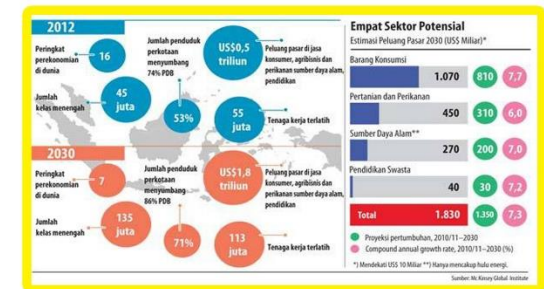 2012
Peringkat
perekonomian
di dunia
16
Jumlah
kelas menengah
45
juta
Jumlah penduduk
perkotaan
menyumbang
74% PDB
53%
US$0,5
triliun
Peluang pasar di jasa
konsumer, agribisnis dan
perikanan sumber daya alam,
pendidikan
55
juta
Tenaga kerja terlatih
2030
Peringkat
perekonomian
di dunia
7
Jumlah
kelas menengah
135
juta
Jumlah penduduk
perkotaan
menyumbang
86% PDB
71%
US$1,8
triliun
Peluang pasar di jasa
konsumer, agribisnis dan
perikanan sumber daya alam,
pendidikan
113
juta
Tenaga kerja terlatih
Empat Sektor Potensial
Estimasi Peluang Pasar 2030 (US$ Miliar)*
Barang Konsumsi
1.070 810 7,7
Pertanian dan Perikanan
450 310 6,0
Sumber Daya Alam**
270 200 7,0
Pendidikan Swasta
40 30 7,2
Total 1.830 1.350 7,3
Proyeksi pertumbuhan, 2010/11–2030
Compound annual growth rate, 2010/11–2030 (%)
*) Mendekati US$ 10 Miliar **) Hanya mencakup hulu energi.
Sumber: Mc Kinsey Global Institute